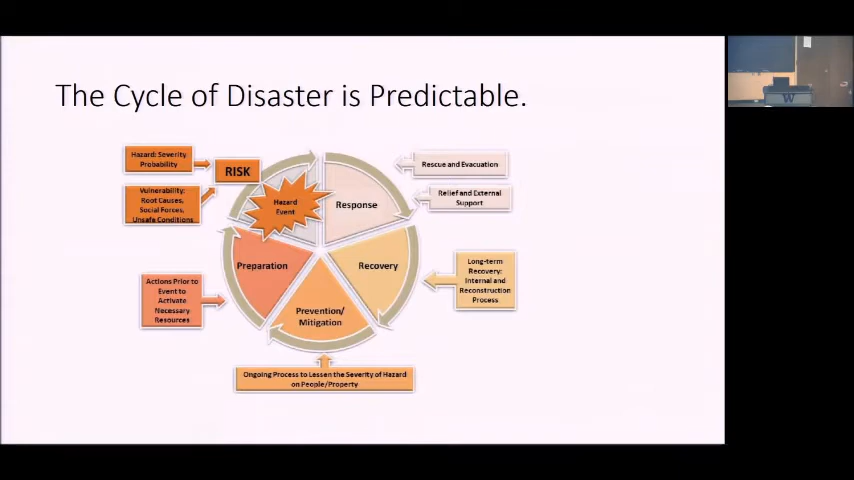 The Cycle of Disaster is Predictable.
Hazard: Severity
Probability
RISK
Vulnerability:
Root Causes,
Social Forces,
Unsafe Conditions
Hazard
Event
Response
Rescue and Evacuation
Relief and External
Support
Preparation
Recovery
Long-term
Recovery:
Internal and
Reconstruction
Process
Actions Prior to
Event to
Activate
Necessary
Resources
Prevention/
Mitigation
Ongoing Process to Lessen the Severity of Hazard
on People/Property
W